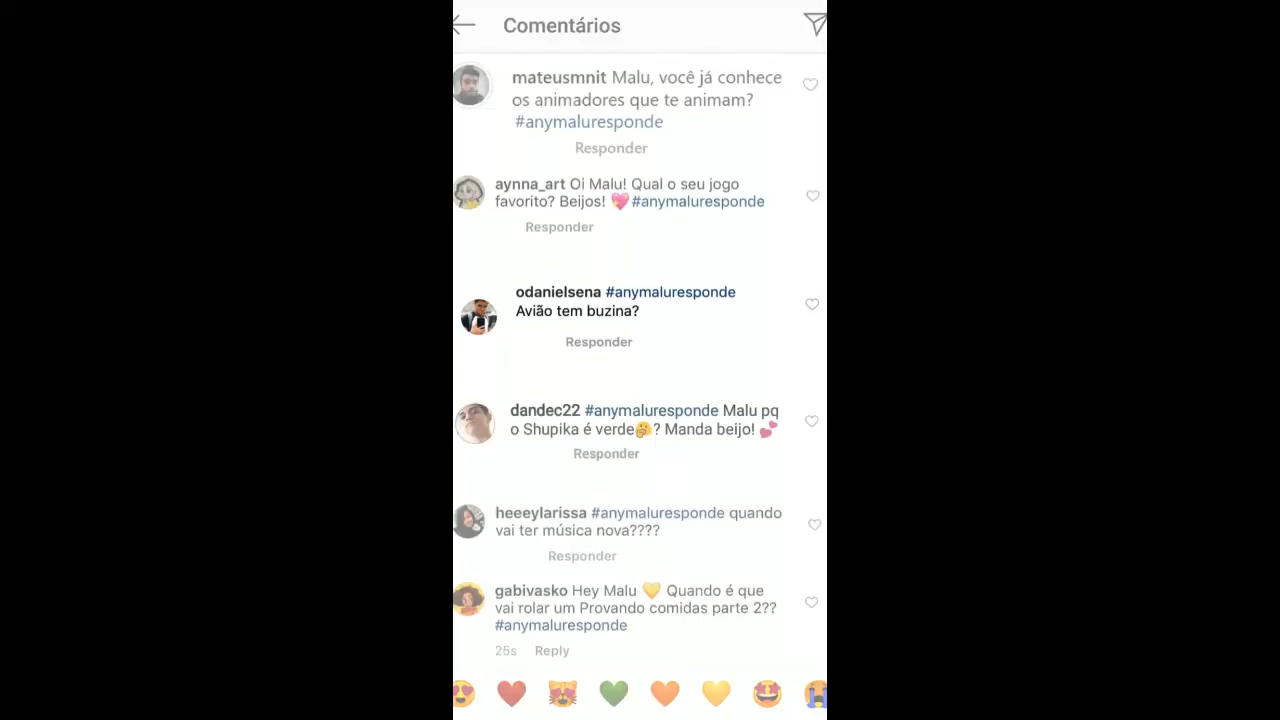 Comentários
mateusmnit Malu, você já conhece
os animadores que te animam?
#anymaluresponde
Responder
aynna_art Oi Malu! Qual o seu jogo
favorito? Beijos! 💖 #anymaluresponde
Responder
odanielsena #anymaluresponde
Avião tem buzina?
Responder
dandec22 #anymaluresponde Malu pq
o Shupika é verde🤔? Manda beijo! 💕
Responder
heeeylarissa #anymaluresponde quando
vai ter música nova????
Responder
gabivasko Hey Malu 💛 Quando é que
vai rolar um Provando comidas parte 2??
#anymaluresponde
25s Reply